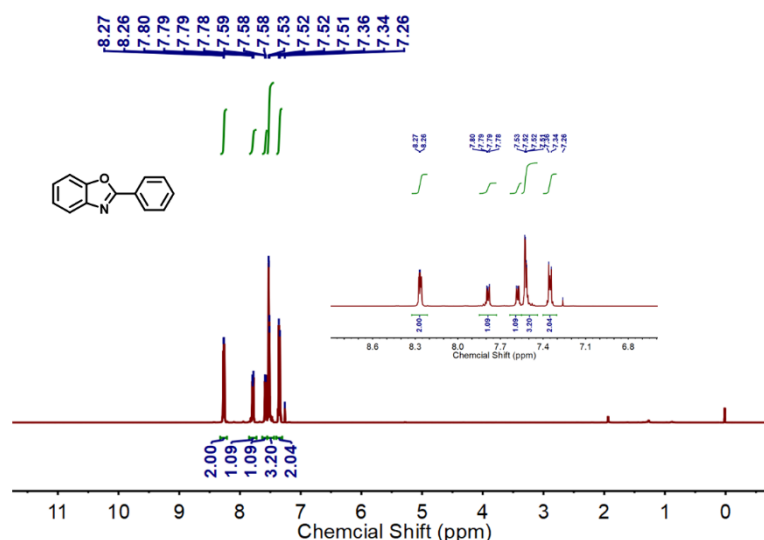 8.27 8.26 7.80 7.79 7.79 7.78 7.59 7.58 7.58 7.53 7.52 7.52 7.51 7.36 7.34 7.26
8.27 8.26 7.80 7.79 7.79 7.78 7.53 7.52 7.52 7.51 7.36 7.34 7.26
O
N
2.00 1.09 1.09 3.20 2.04
8.6 8.3 8.0 7.7 7.4 7.1 6.8
Chemcial Shift (ppm)
2.00 1.09 1.09 3.20 2.04
11 10 9 8 7 6 5 4 3 2 1 0
Chemcial Shift (ppm)